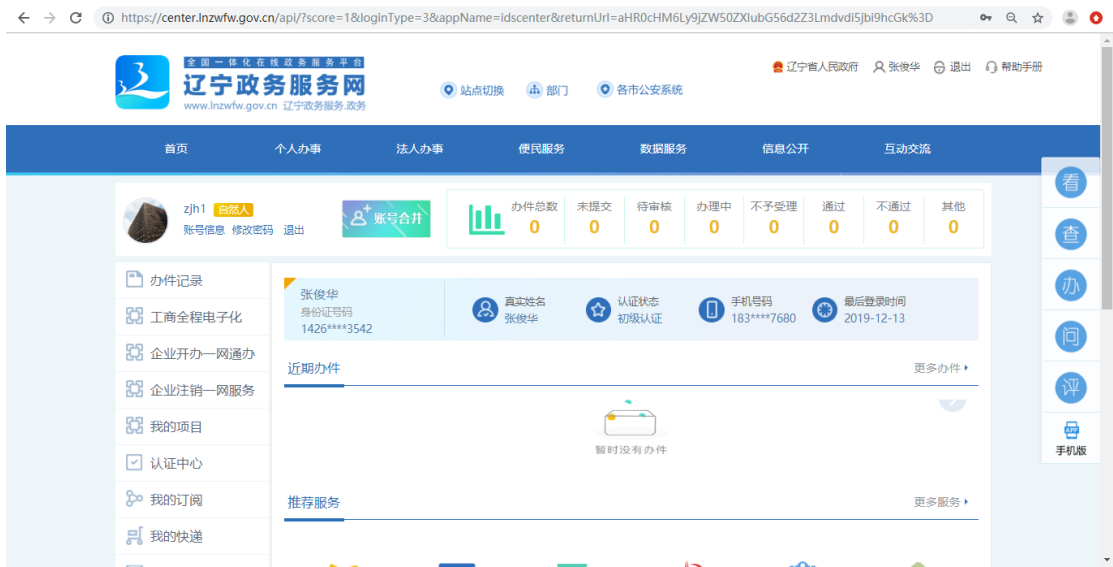 https://center.lnzwfw.gov.cn/api/?score=1&loginType=3&appName=idscenter&returnUrl=aHR0cHM6Ly9jZW50ZXIubG56d2Z3Lmdvdi5jbi9hcGk%3D
全国一体化在线政务服务平台
辽宁政务服务网
www.lnzwfw.gov.cn 辽宁政务服务.政务
站点切换 部门 各市公安系统
辽宁省人民政府 张俊华 退出 帮助手册
首页 个人办事 法人办事 便民服务 数据服务 信息公开 互动交流
zjh1 自然人
账号信息 修改密码 退出
账号合并
办件总数 未提交 待审核 办理中 不予受理 通过 不通过 其他
0 0 0 0 0 0 0 0
办件记录
工商全程电子化
企业开办一网通办
企业注销一网服务
我的项目
认证中心
我的订阅
我的快递
张俊华
身份证号码
1426****3542
真实姓名
张俊华
认证状态
初级认证
手机号码
183****7680
最后登录时间
2019-12-13
近期办件 更多办件
暂时没有办件
推荐服务 更多服务
看
查
办
问
评
APP
手机版